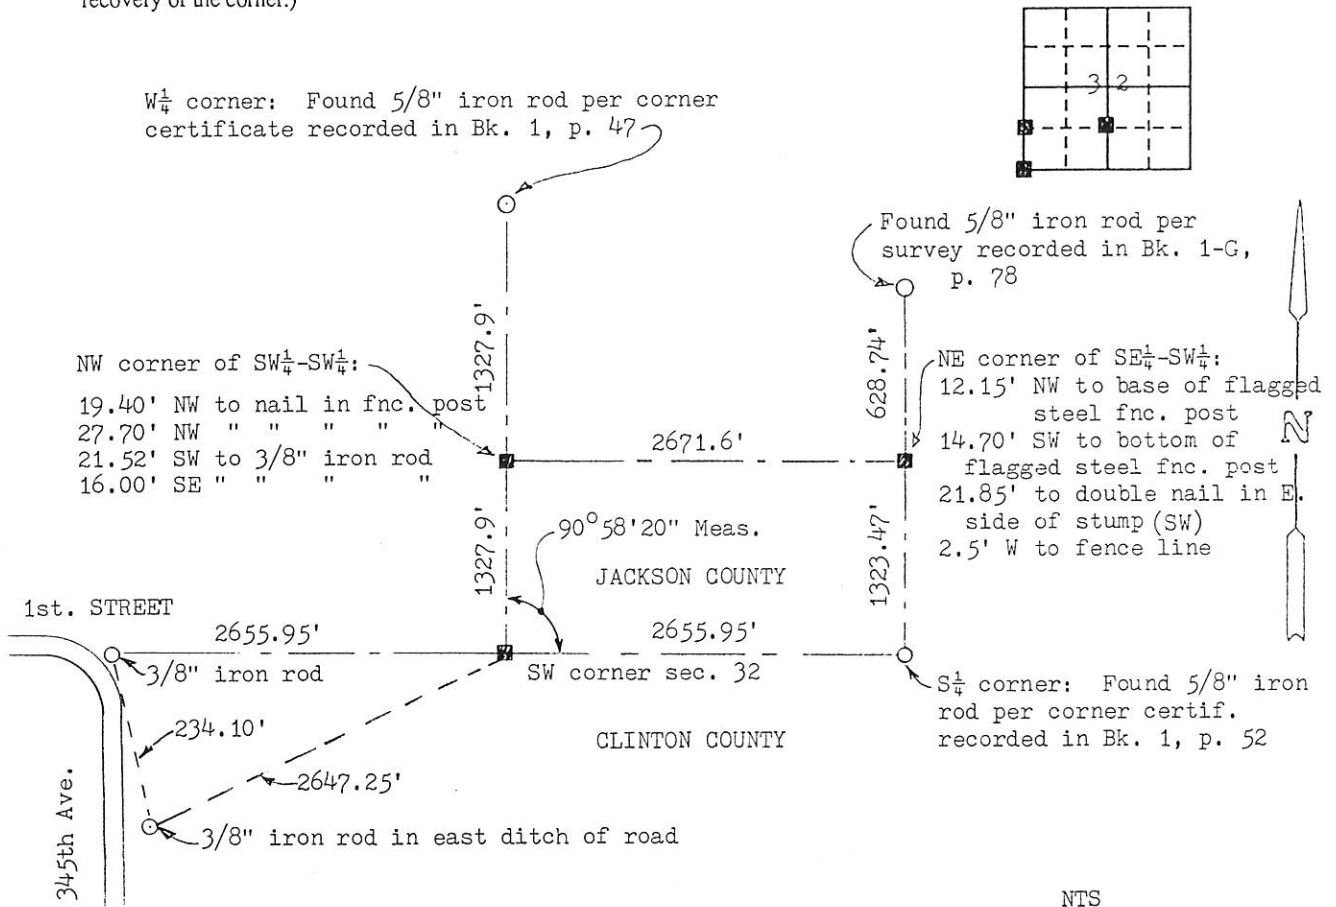 recovery of the corner.)
W¼ corner: Found 5/8" iron rod per corner
certificate recorded in Bk. 1, p. 47
32
Found 5/8" iron rod per
survey recorded in Bk. 1-G,
p. 78
1327.9'
628.74'
NW corner of SW¼-SW¼:
19.40' NW to nail in fnc. post
27.70' NW " " " " "
21.52' SW to 3/8" iron rod
16.00' SE " " " "
NE corner of SE¼-SW¼:
12.15' NW to base of flagged
steel fnc. post
14.70' SW to bottom of
flagged steel fnc. post
21.85' to double nail in E.
side of stump (SW)
2.5' W to fence line
N
2671.6'
1327.9'
90°58'20" Meas.
1323.47'
JACKSON COUNTY
1st. STREET
2655.95'
2655.95'
3/8" iron rod
SW corner sec. 32
S¼ corner: Found 5/8" iron
rod per corner certif.
recorded in Bk. 1, p. 52
234.10'
CLINTON COUNTY
2647.25'
3/8" iron rod in east ditch of road
345th Ave.
NTS